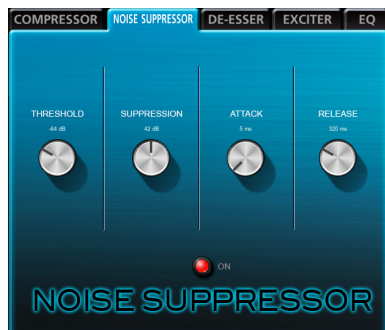 COMPRESSOR NOISE SUPPRESSOR DE-ESSER EXCITER EQ
THRESHOLD SUPPRESSION ATTACK RELEASE
-64 dB 42 dB 5 ms 320 ms
ON
NOISE SUPPRESSOR